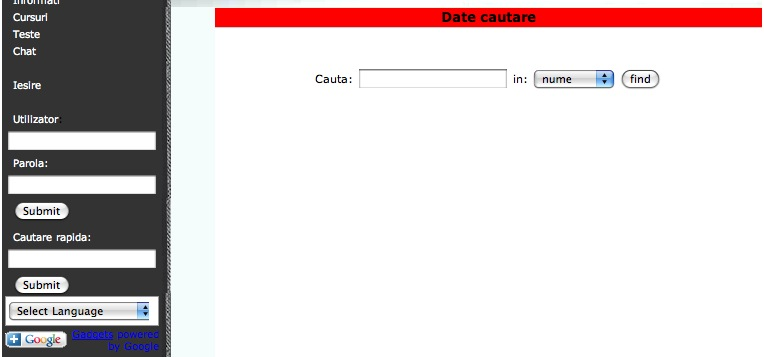 Informatii
Cursuri
Teste
Chat
Iesire
Utilizator:
Parola:
Submit
Cautare rapida:
Submit
Select Language
Google
Gadgets powered
by Google
Date cautare
Cauta:
in:
nume
find